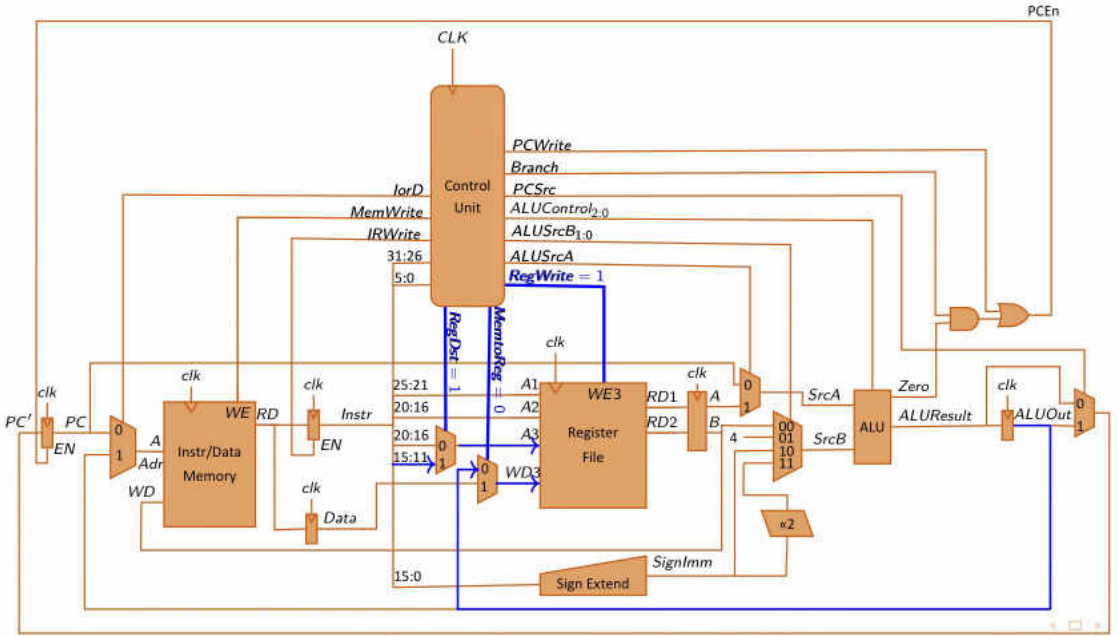 PCEn
CLK
PCWrite
Branch
PCSrc
ALUControl2:0
ALUSrcB1:0
ALUSrcA
RegWrite = 1
IorD
MemWrite
IRWrite
31:26
5:0
Control
Unit
RegDst = 1
MemtoReg = 0
clk
PC'
PC
EN
0
1
A
Adr
WD
clk
WE
RD
Instr/Data
Memory
clk
Instr
EN
clk
Data
25:21
20:16
20:16
15:11
15:0
0
1
0
1
clk
A1
A2
A3
WD3
WE3
Register
File
RD1
RD2
clk
A
B
0
1
4
00
01
10
11
SrcA
SrcB
ALU
Zero
ALUResult
clk
ALUOut
0
1
«2
SignImm
Sign Extend